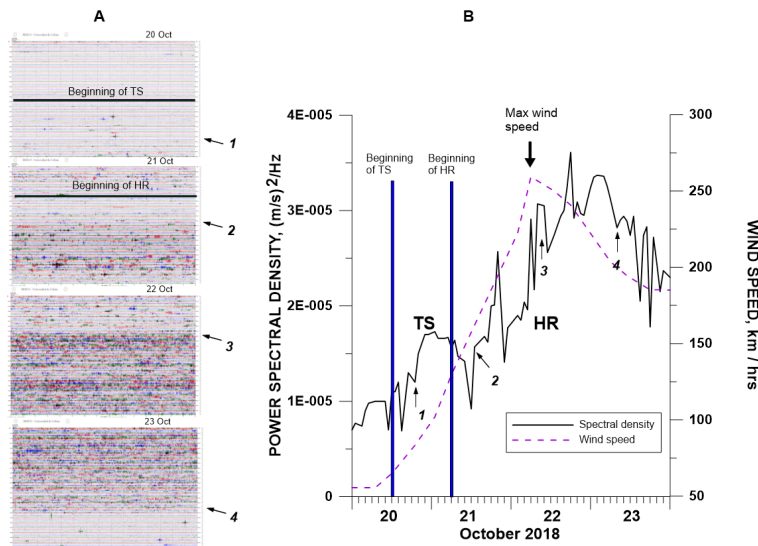 A
B
20 Oct
Beginning of TS
1
21 Oct
Beginning of HR
2
22 Oct
3
23 Oct
4
POWER SPECTRAL DENSITY, (m/s)²/Hz
4E-005
3E-005
2E-005
1E-005
0
Beginning
of TS
Beginning
of HR
Max wind
speed
TS
HR
1
2
3
4
Spectral density
Wind speed
300
250
200
150
100
50
WIND SPEED, km / hrs
20
21
22
23
October 2018